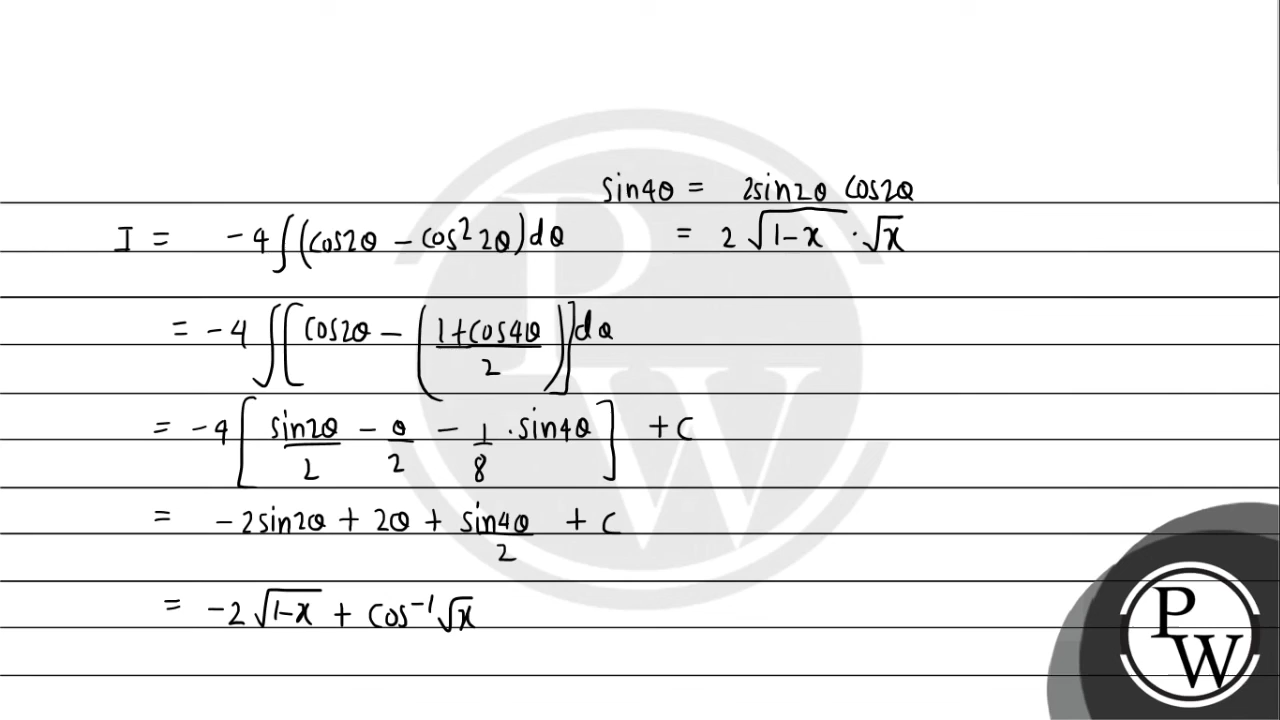 sin4θ = 2sin2θ cos2θ
I = -4∫(cos2θ - cos²2θ)dθ = 2√(1-x) · √x
= -4∫[cos2θ - ((1+cos4θ)/2)]dθ
= -4[sin2θ/2 - θ/2 - 1/8 · sin4θ] + c
= -2sin2θ + 2θ + sin4θ/2 + c
= -2√(1-x) + cos⁻¹√x
P
W
P
W